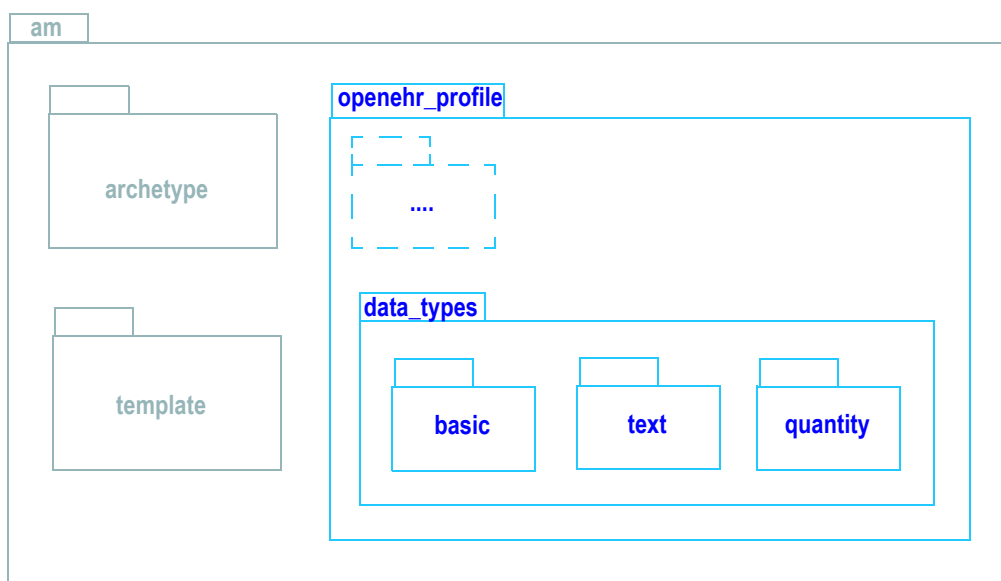 am
openehr_profile
archetype
....
data_types
template
basic
text
quantity